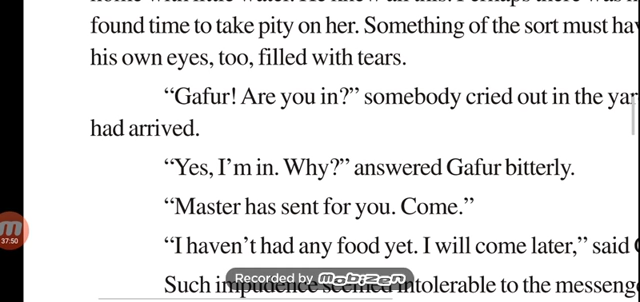 found time to take pity on her. Something of the sort must
his own eyes, too, filled with tears.
“Gafur! Are you in?” somebody cried out in the
had arrived.
“Yes, I’m in. Why?” answered Gafur bitterly.
“Master has sent for you. Come.”
37:50
“I haven’t had any food yet. I will come later,” said
Such impudence seemed intolerable to the
Recorded by mobizen